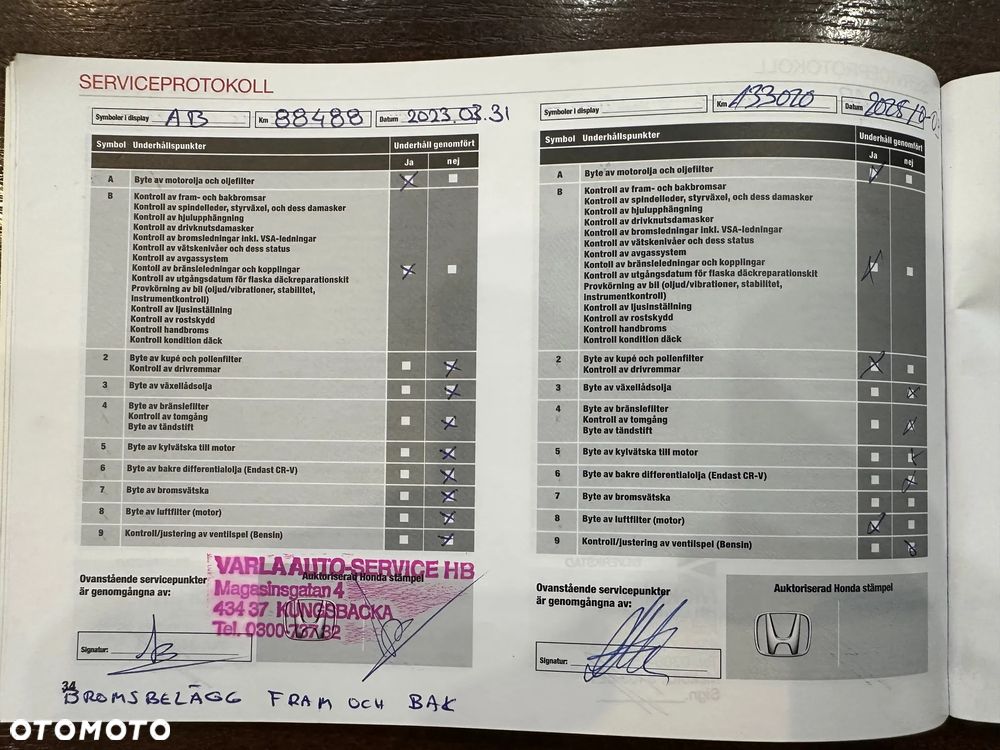 SERVICEPROTOKOLL
Symboler i display AB Km 88488 Datum 2023.03.31
Symbol Underhållspunkter Underhåll genomfört
Ja nej
A Byte av motorolja och oljefilter
B Kontroll av fram- och bakbromsar
Kontroll av spindelleder, styrväxel, och dess damasker
Kontroll av hjulupphängning
Kontroll av drivknutsdamasker
Kontroll av bromsledningar inkl. VSA-ledningar
Kontroll av vätskenivåer och dess status
Kontroll av avgassystem
Kontoll av bränsleledningar och kopplingar
Kontroll av utgångsdatum för flaska däckreparationskit
Provkörning av bil (oljud/vibrationer, stabilitet,
Instrumentkontroll)
Kontroll av ljusinställning
Kontroll av rostskydd
Kontroll handbroms
Kontroll kondition däck
2 Byte av kupé och pollenfilter
Kontroll av drivremmar
3 Byte av växellådsolja
4 Byte av bränslefilter
Kontroll av tomgång
Byte av tändstift
5 Byte av kylvätska till motor
6 Byte av bakre differentialolja (Endast CR-V)
7 Byte av bromsvätska
8 Byte av luftfilter (motor)
9 Kontroll/justering av ventilspel (Bensin)
Ovanstående servicepunkter
är genomgångna av:
Auktoriserad Honda stämpel
VARLA AUTO-SERVICE HB
Magasinsgatan 4
434 37 KUNGSBACKA
Tel. 0300-737 32
Signatur: AB
34
BROMSBELÄGG FRAM OCH BAK
Symboler i display Km 133020 Datum
Symbol Underhållspunkter Underhåll genomfört
Ja nej
A Byte av motorolja och oljefilter
B Kontroll av fram- och bakbromsar
Kontroll av spindelleder, styrväxel, och dess damasker
Kontroll av hjulupphängning
Kontroll av drivknutsdamasker
Kontroll av bromsledningar inkl. VSA-ledningar
Kontroll av vätskenivåer och dess status
Kontroll av avgassystem
Kontoll av bränsleledningar och kopplingar
Kontroll av utgångsdatum för flaska däckreparationskit
Provkörning av bil (oljud/vibrationer, stabilitet,
Instrumentkontroll)
Kontroll av ljusinställning
Kontroll av rostskydd
Kontroll handbroms
Kontroll kondition däck
2 Byte av kupé och pollenfilter
Kontroll av drivremmar
3 Byte av växellådsolja
4 Byte av bränslefilter
Kontroll av tomgång
Byte av tändstift
5 Byte av kylvätska till motor
6 Byte av bakre differentialolja (Endast CR-V)
7 Byte av bromsvätska
8 Byte av luftfilter (motor)
9 Kontroll/justering av ventilspel (Bensin)
Ovanstående servicepunkter
är genomgångna av:
Auktoriserad Honda stämpel
Signatur:
OTOMOTO